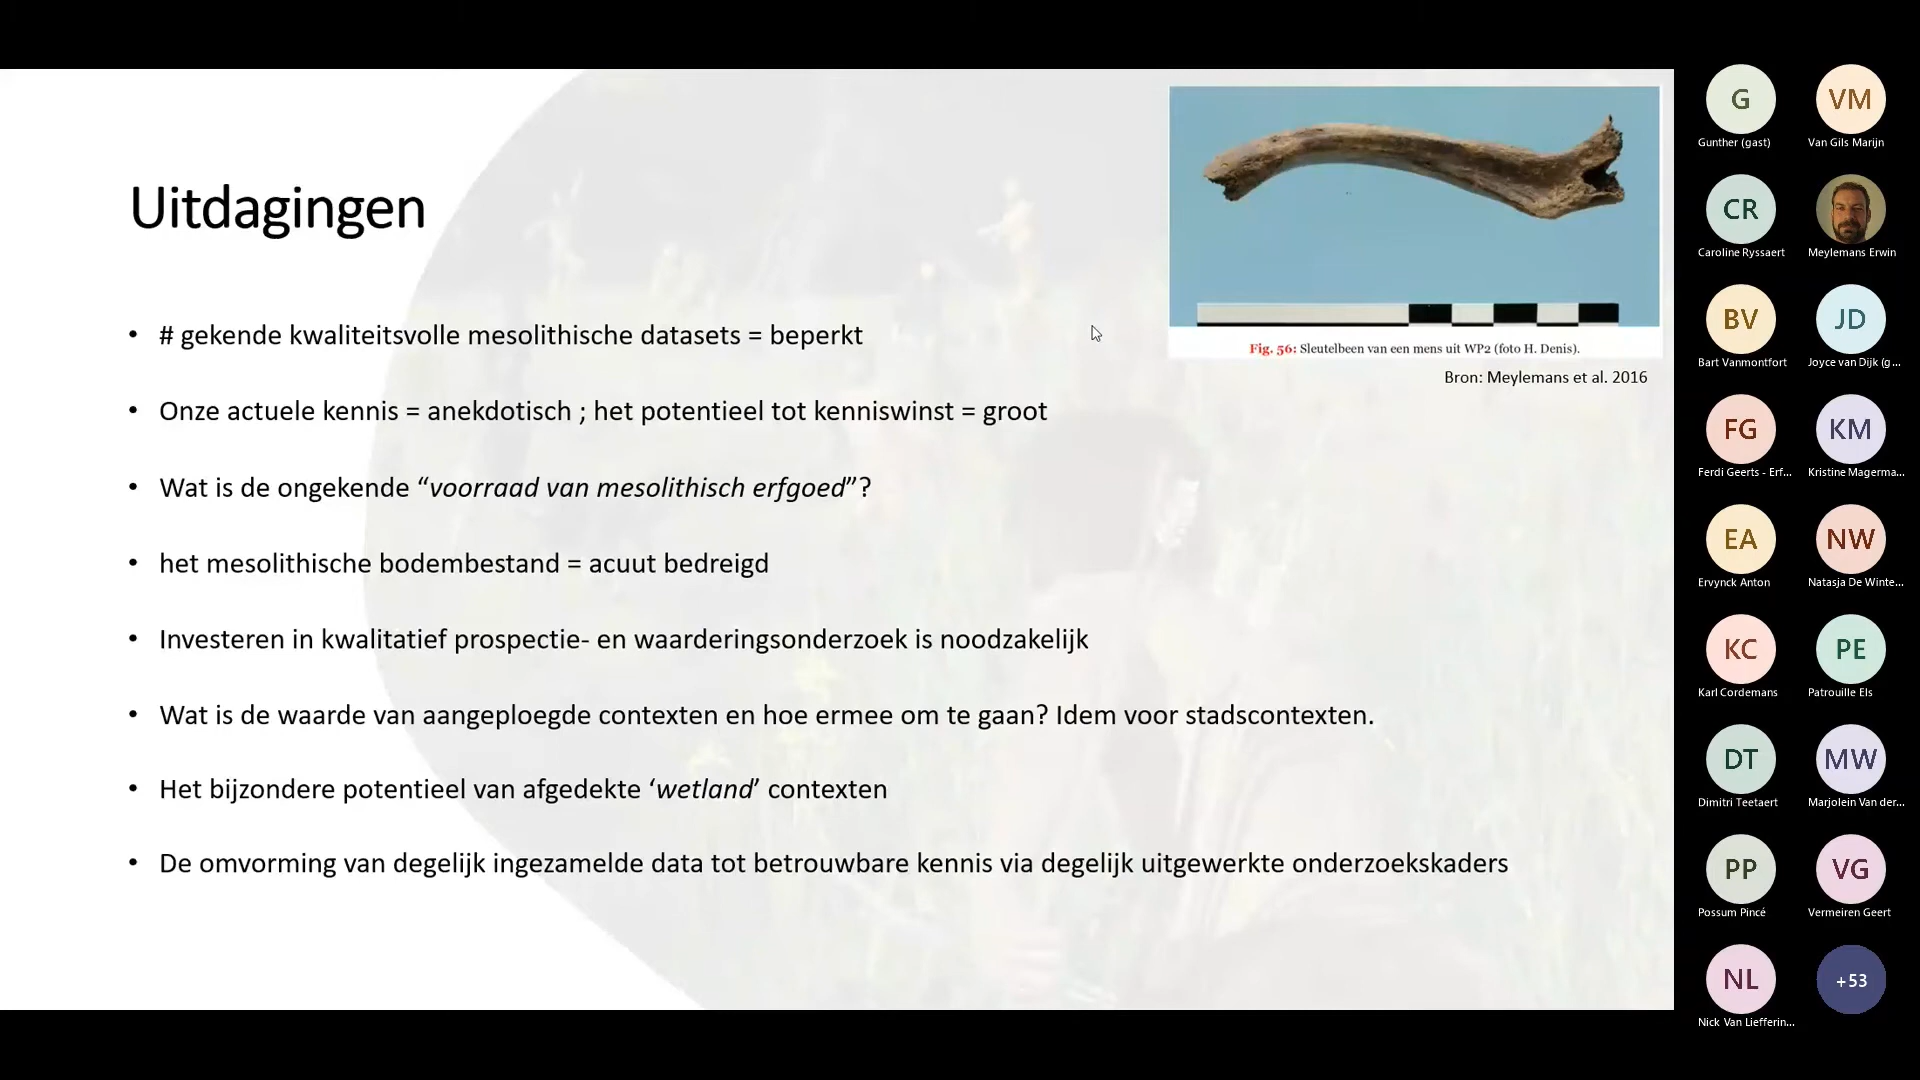 Uitdagingen
• # gekende kwaliteitsvolle mesolithische datasets = beperkt
• Onze actuele kennis = anekdotisch ; het potentieel tot kenniswinst = groot
• Wat is de ongekende “voorraad van mesolithisch erfgoed”?
• het mesolithische bodembestand = acuut bedreigd
• Investeren in kwalitatief prospectie- en waarderingsonderzoek is noodzakelijk
• Wat is de waarde van aangeploegde contexten en hoe ermee om te gaan? Idem voor stadscontexten.
• Het bijzondere potentieel van afgedekte ‘wetland’ contexten
• De omvorming van degelijk ingezamelde data tot betrouwbare kennis via degelijk uitgewerkte onderzoekskaders
Fig. 56: Sleutelbeen van een mens uit WP2 (foto H. Denis).
Bron: Meylemans et al. 2016
G
Gunther (gast)
VM
Van Gils Marijn
CR
Caroline Ryssaert
Meylemans Erwin
BV
Bart Vanmontfort
JD
Joyce van Dijk (g...
FG
Ferdi Geerts - Erf...
KM
Kristine Magerma...
EA
Ervynck Anton
NW
Natasja De Winte...
KC
Karl Cordemans
PE
Patrouille Els
DT
Dimitri Teetaert
MW
Marjolein Van der...
PP
Possum Pincé
VG
Vermeiren Geert
NL
Nick Van Liefferin...
+53